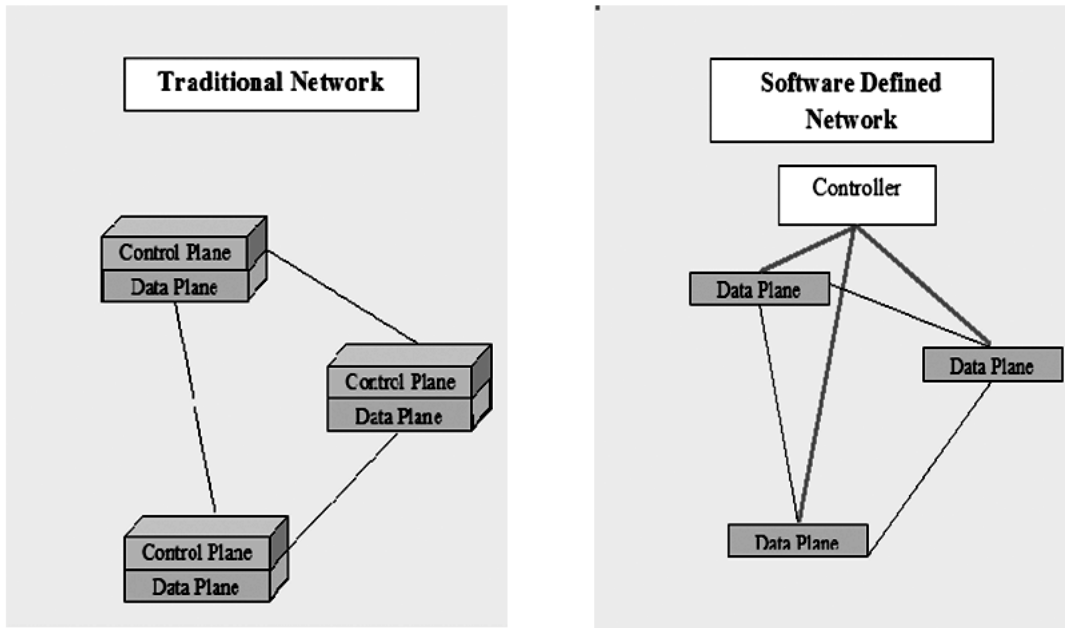 Traditional Network
Control Plane
Data Plane
Control Plane
Data Plane
Control Plane
Data Plane
Software Defined
Network
Controller
Data Plane
Data Plane
Data Plane